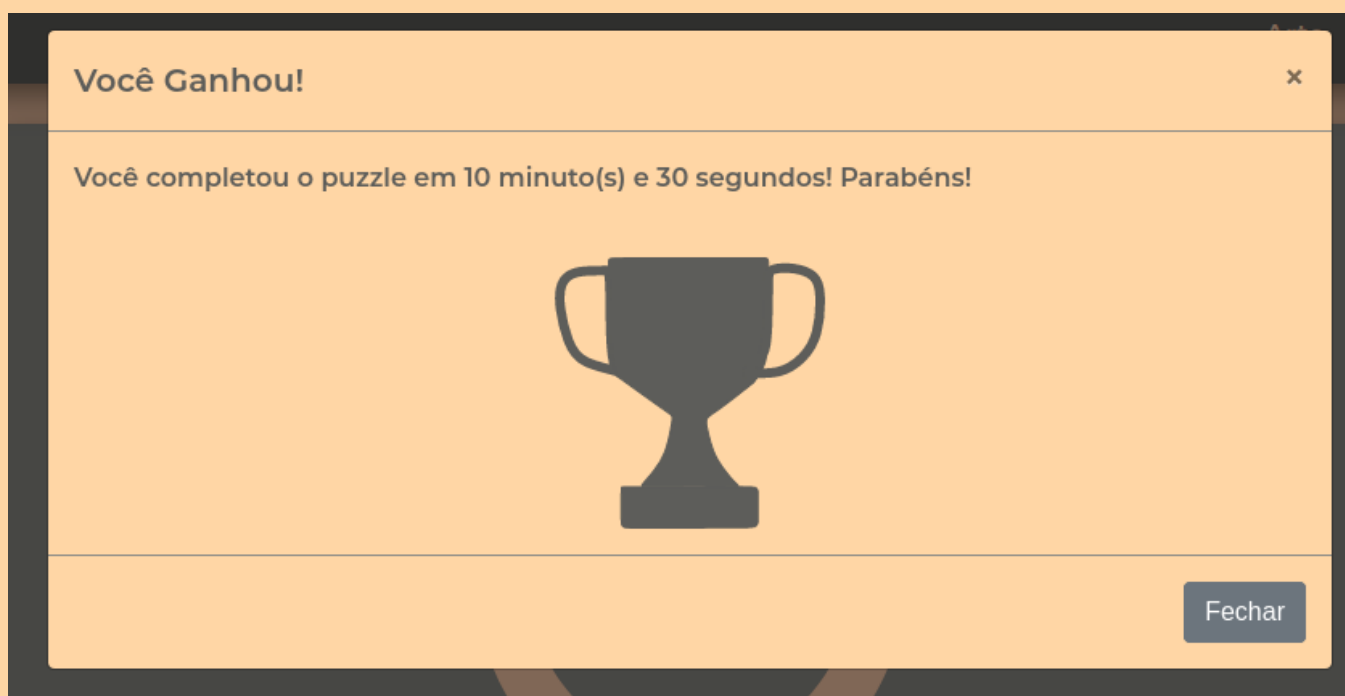 Você Ganhou!
×
Você completou o puzzle em 10 minuto(s) e 30 segundos! Parabéns!
Fechar